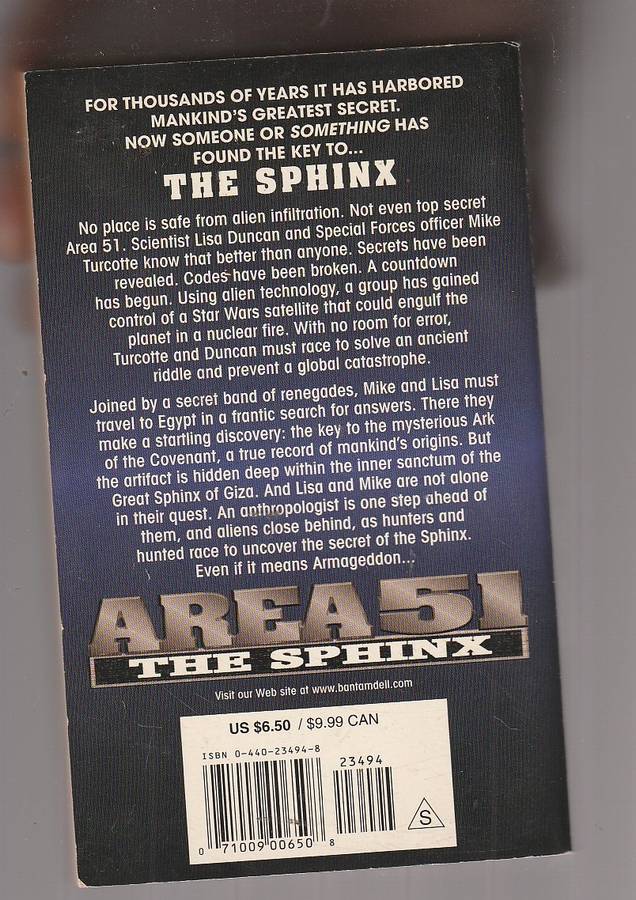 FOR THOUSANDS OF YEARS IT HAS HARBORED
MANKIND'S GREATEST SECRET.
NOW SOMEONE OR SOMETHING HAS
FOUND THE KEY TO...
THE SPHINX
No place is safe from alien infiltration. Not even top secret
Area 51. Scientist Lisa Duncan and Special Forces officer Mike
Turcotte know that better than anyone. Secrets have been
revealed. Codes have been broken. A countdown
has begun. Using alien technology, a group has gained
control of a Star Wars satellite that could engulf the
planet in a nuclear fire. With no room for error,
Turcotte and Duncan must race to solve an ancient
riddle and prevent a global catastrophe.
Joined by a secret band of renegades, Mike and Lisa must
travel to Egypt in a frantic search for answers. There they
make a startling discovery: the key to the mysterious Ark
of the Covenant, a true record of mankind's origins. But
the artifact is hidden deep within the inner sanctum of the
Great Sphinx of Giza. And Lisa and Mike are not alone
in their quest. An anthropologist is one step ahead of
them, and aliens close behind, as hunters and
hunted race to uncover the secret of the Sphinx.
Even if it means Armageddon...
AREA 51
THE SPHINX
Visit our Web site at www.bantamdell.com
US $6.50 / $9.99 CAN
ISBN 0-440-23494-8
23494
0 71009 00650 8
S